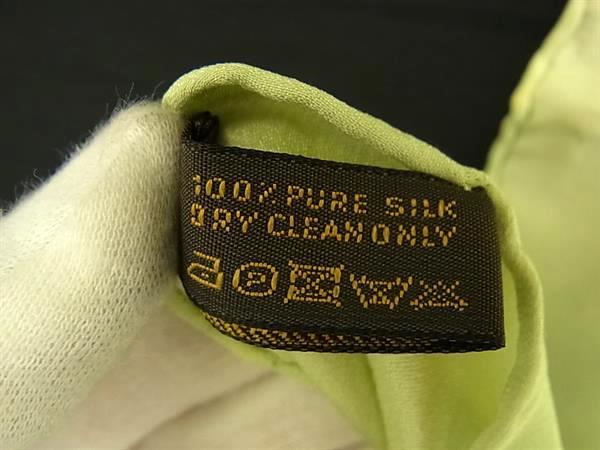 100% PURE SILK
DRY CLEAN ONLY
P